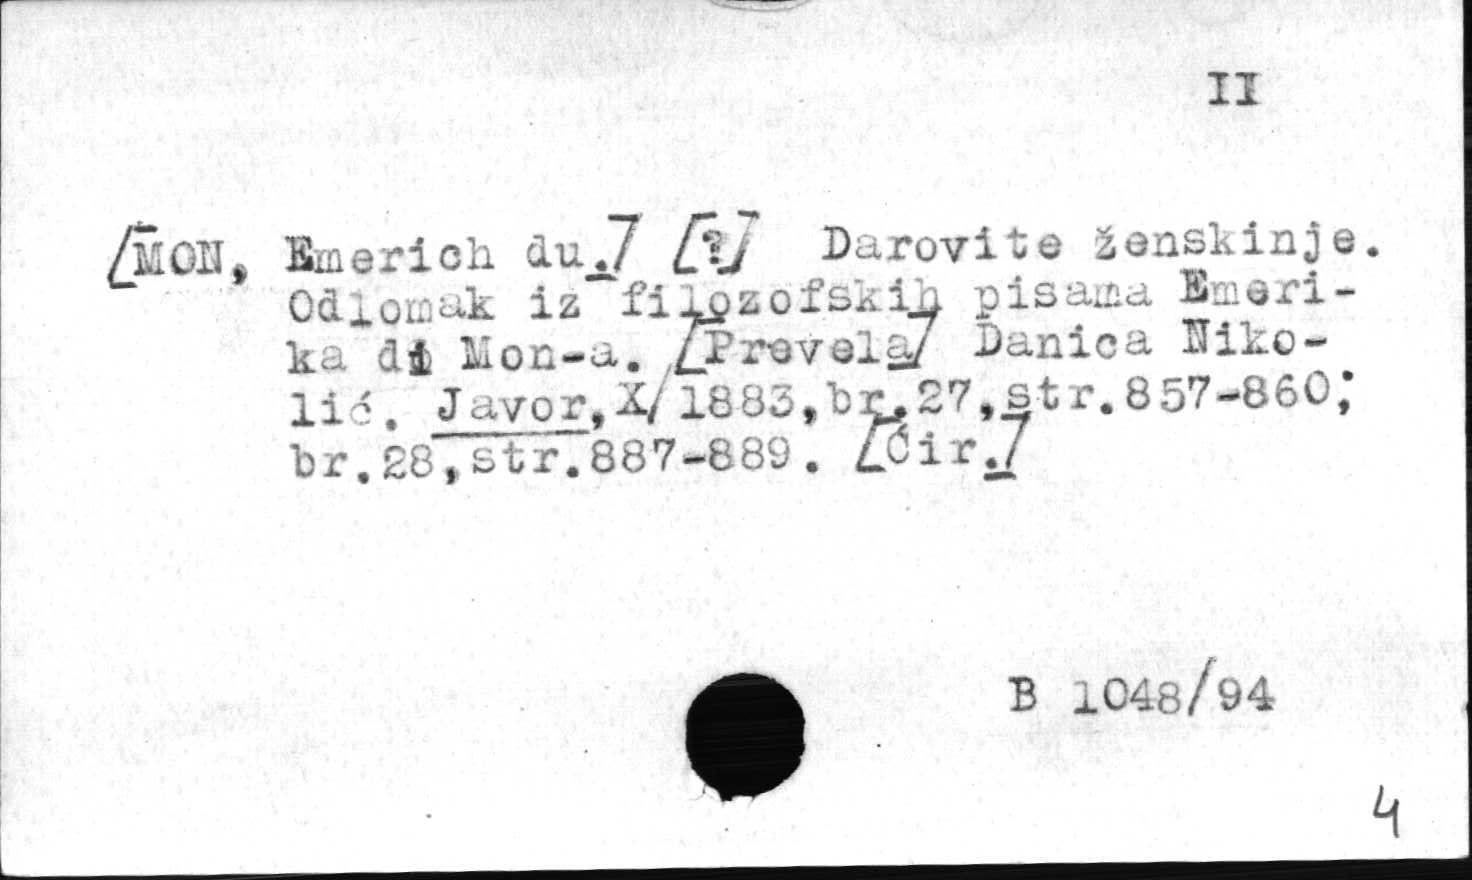 II
[MON, Emerich du.] [?] Darovite ženskinje.
Odlomak iz filozofskih pisama Emeri-
ka di Mon-a. [Prevela] Danica Niko-
lić. Javor, X/1883, br.27, str.857-860;
br.28, str.887-889. [Ćir.]
B 1048/94
4